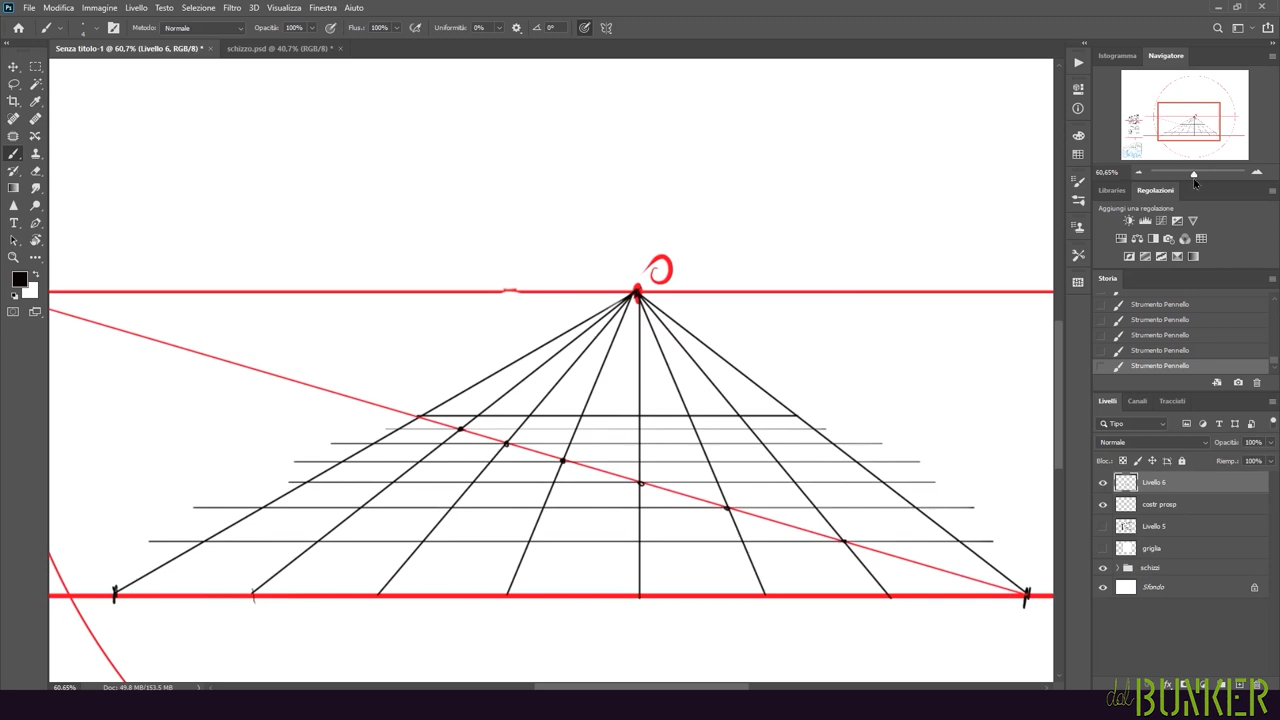 File Modifica Immagine Livello Testo Selezione Filtro 3D Visualizza Finestra Aiuto
4 Metodo: Normale Opacità: 100% Flus.: 100% Uniformità: 0% 0°
Senza titolo-1 @ 60,7% (Livello 6, RGB/8) * × schizzo.psd @ 40,7% (RGB/8) * ×
Istogramma Navigatore
60,65%
Libraries Regolazioni
Aggiungi una regolazione
Storia
Strumento Pennello
Strumento Pennello
Strumento Pennello
Strumento Pennello
Strumento Pennello
Livelli Canali Tracciati
Tipo
Normale Opacità: 100%
Bloc.: Riemp.: 100%
Livello 6
costr prosp
Livello 5
griglia
schizzi
Sfondo
60,65% Doc: 49,8 MB/153,5 MB
dal BUNKER